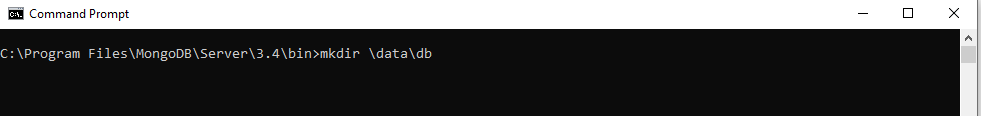 Command Prompt
C:\Program Files\MongoDB\Server\3.4\bin>mkdir \data\db